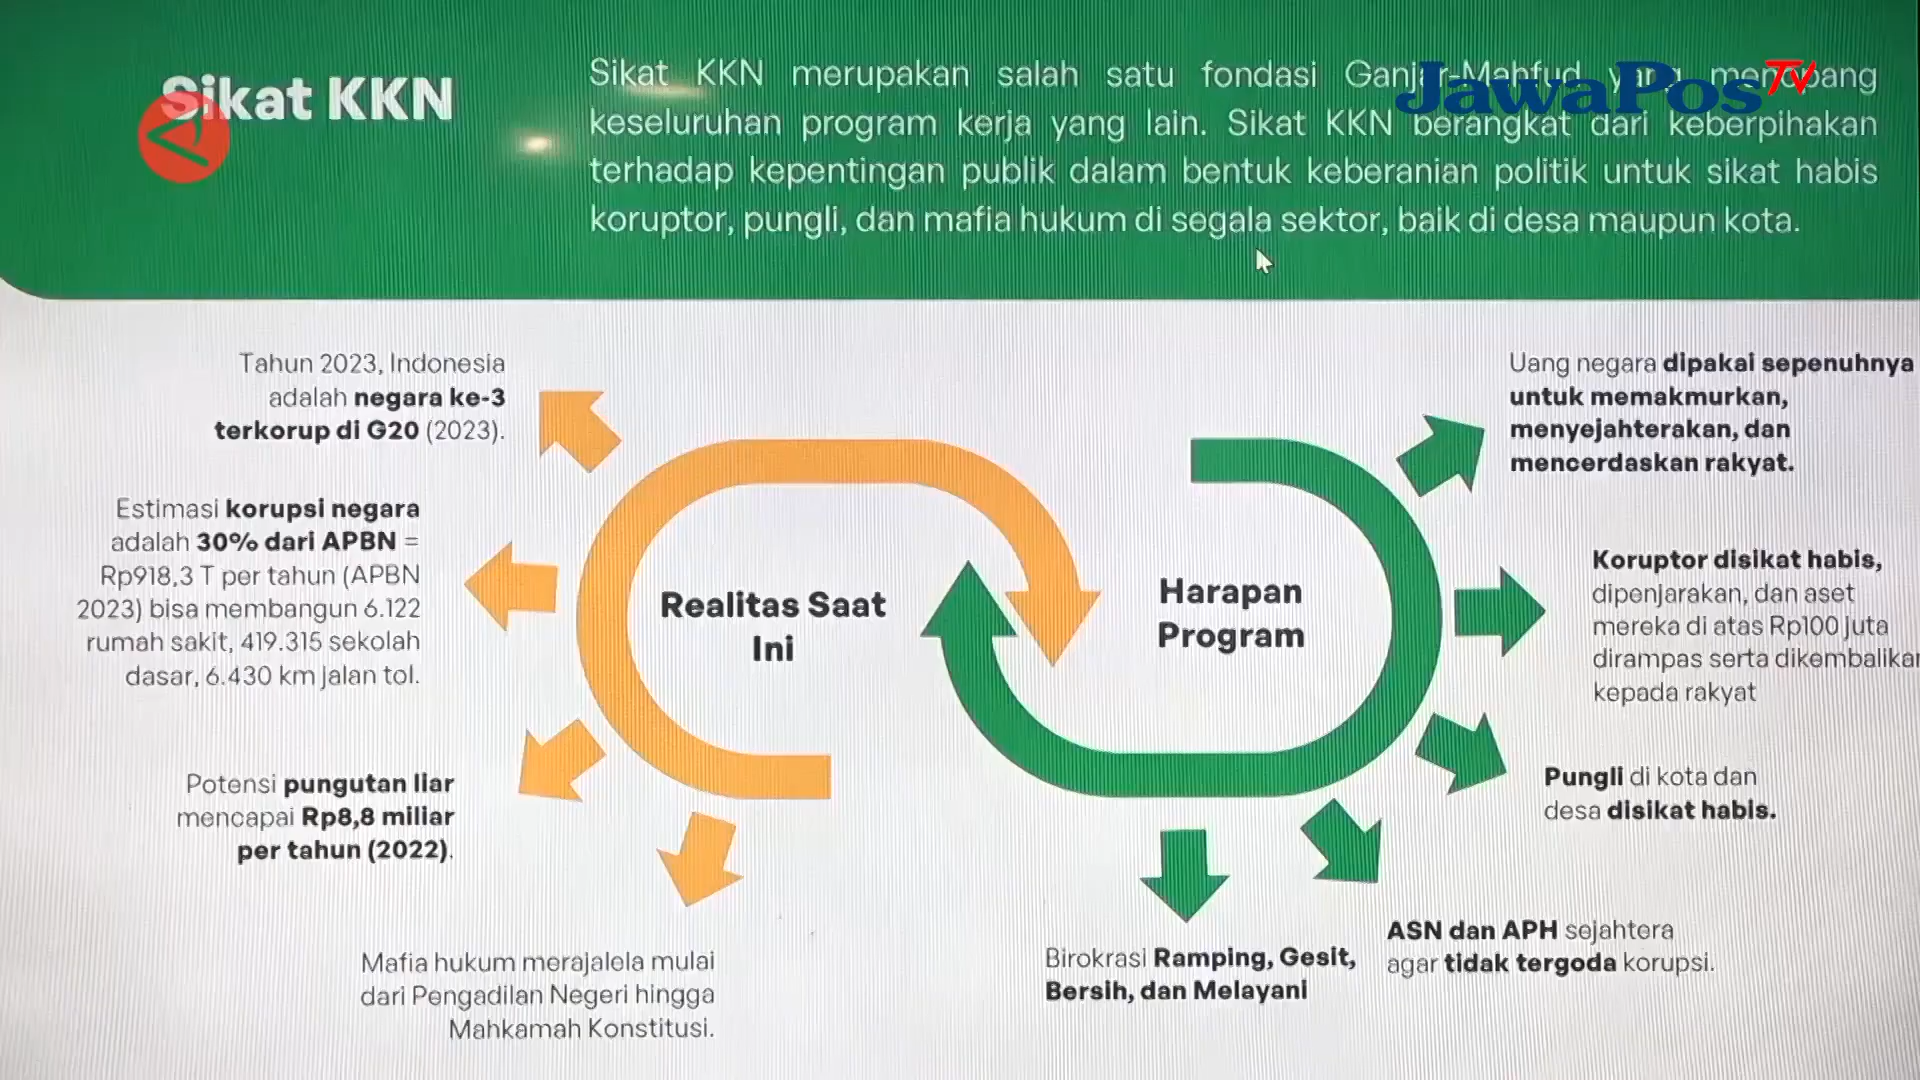 Sikat KKN
Sikat KKN merupakan salah satu fondasi Ganjar-Mahfud yang menopang
keseluruhan program kerja yang lain. Sikat KKN berangkat dari keberpihakan
terhadap kepentingan publik dalam bentuk keberanian politik untuk sikat habis
koruptor, pungli, dan mafia hukum di segala sektor, baik di desa maupun kota.
JawaPos TV
Tahun 2023, Indonesia
adalah negara ke-3
terkorup di G20 (2023).
Estimasi korupsi negara
adalah 30% dari APBN =
Rp918,3 T per tahun (APBN
2023) bisa membangun 6.122
rumah sakit, 419.315 sekolah
dasar, 6.430 km jalan tol.
Potensi pungutan liar
mencapai Rp8,8 miliar
per tahun (2022).
Mafia hukum merajalela mulai
dari Pengadilan Negeri hingga
Mahkamah Konstitusi.
Realitas Saat
Ini
Harapan
Program
Uang negara dipakai sepenuhnya
untuk memakmurkan,
menyejahterakan, dan
mencerdaskan rakyat.
Koruptor disikat habis,
dipenjarakan, dan aset
mereka di atas Rp100 juta
dirampas serta dikembalikan
kepada rakyat
Pungli di kota dan
desa disikat habis.
ASN dan APH sejahtera
agar tidak tergoda korupsi.
Birokrasi Ramping, Gesit,
Bersih, dan Melayani